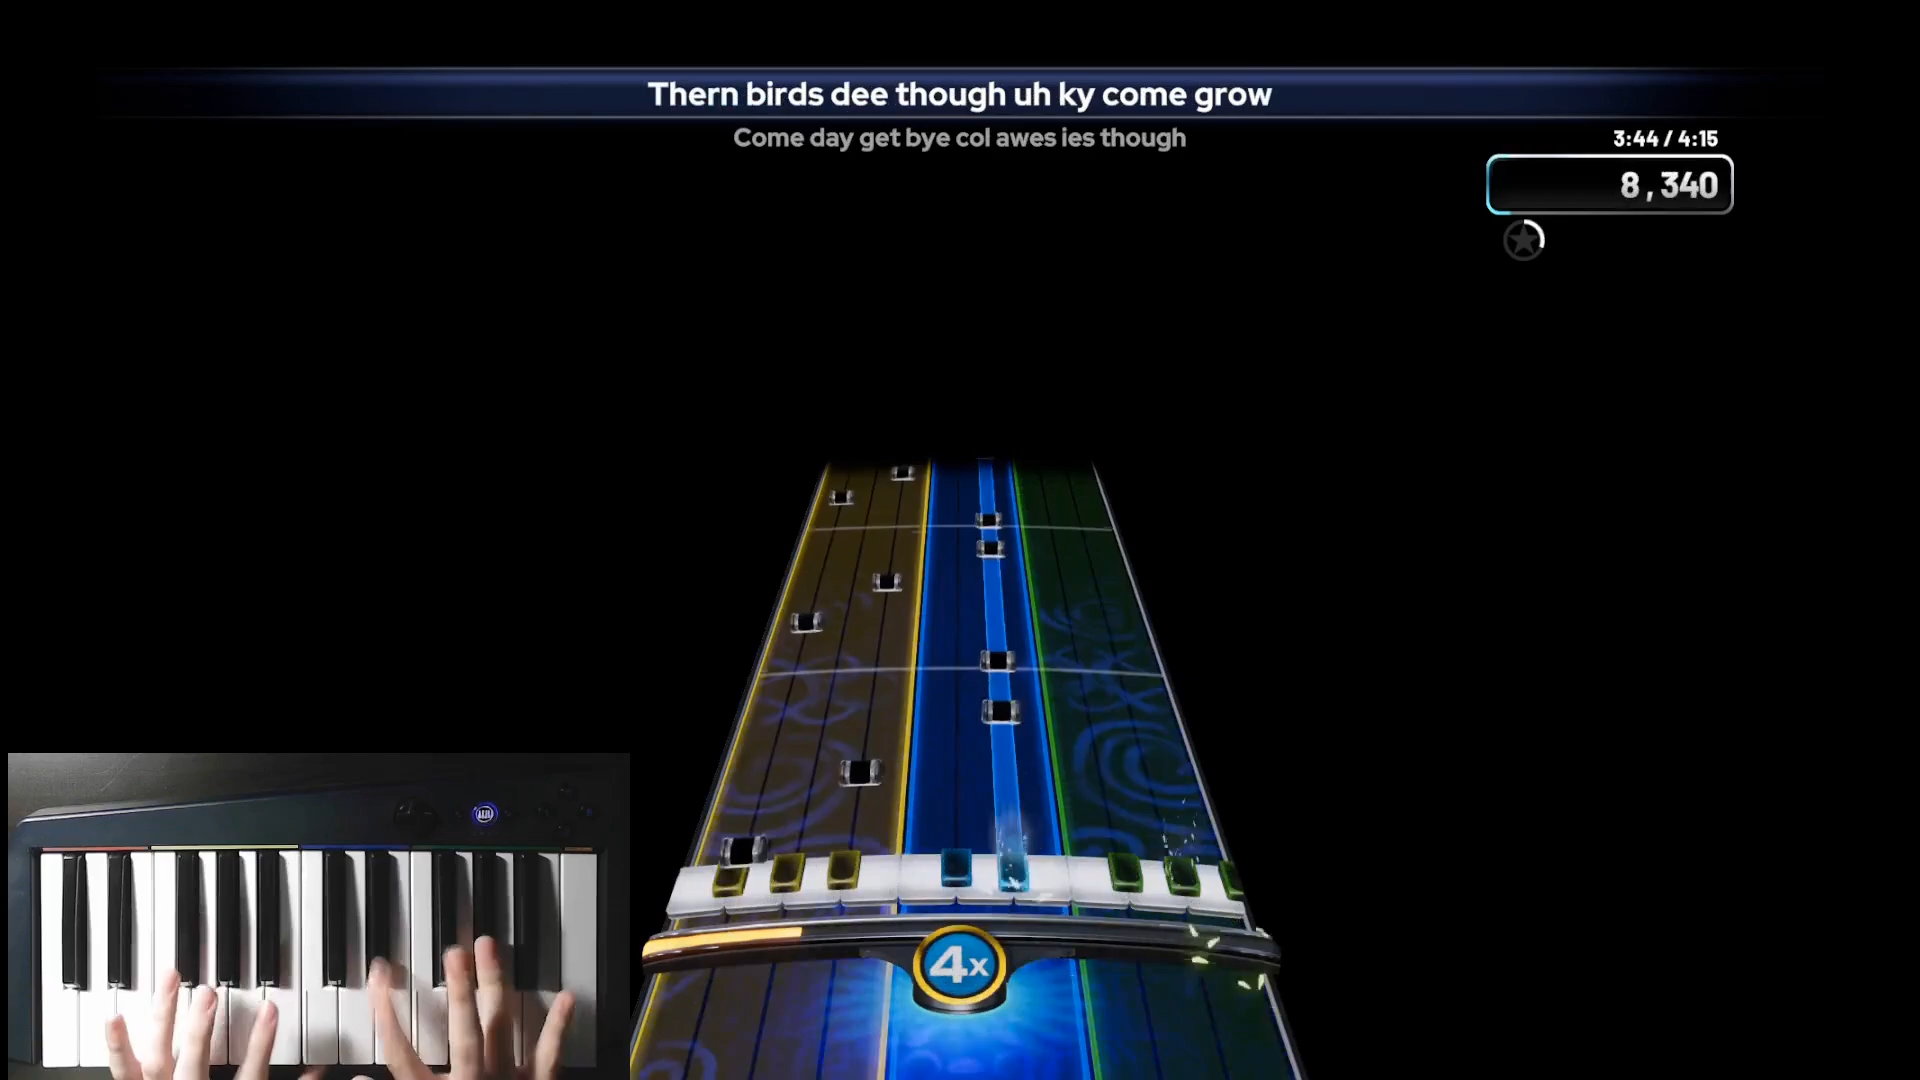 Thern birds dee though uh ky come grow
Come day get bye col awes ies though
3:44 / 4:15
8,340
4x